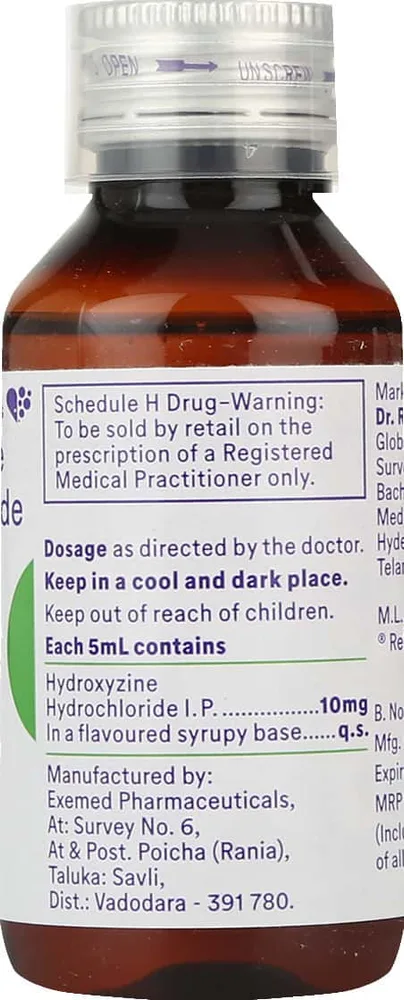 OPEN UNSCREW
Schedule H Drug-Warning:
To be sold by retail on the
prescription of a Registered
Medical Practitioner only.
Dosage as directed by the doctor.
Keep in a cool and dark place.
Keep out of reach of children.
Each 5mL contains
Hydroxyzine
Hydrochloride I.P. ................10mg
In a flavoured syrupy base......q.s.
Manufactured by:
Exemed Pharmaceuticals,
At: Survey No. 6,
At & Post. Poicha (Rania),
Taluka: Savli,
Dist.: Vadodara - 391 780.
de
Mark
Dr. R
Glob
Surv
Bach
Med
Hyde
Telan
M.L.
® Re
B. No
Mfg.
Expir
MRP
(Inclu
of all